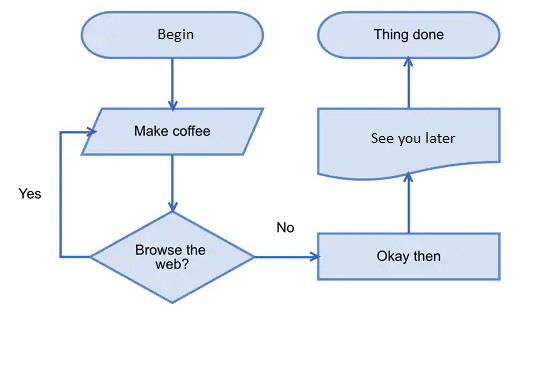 Begin
Make coffee
Yes
Browse the
web?
No
Okay then
See you later
Thing done